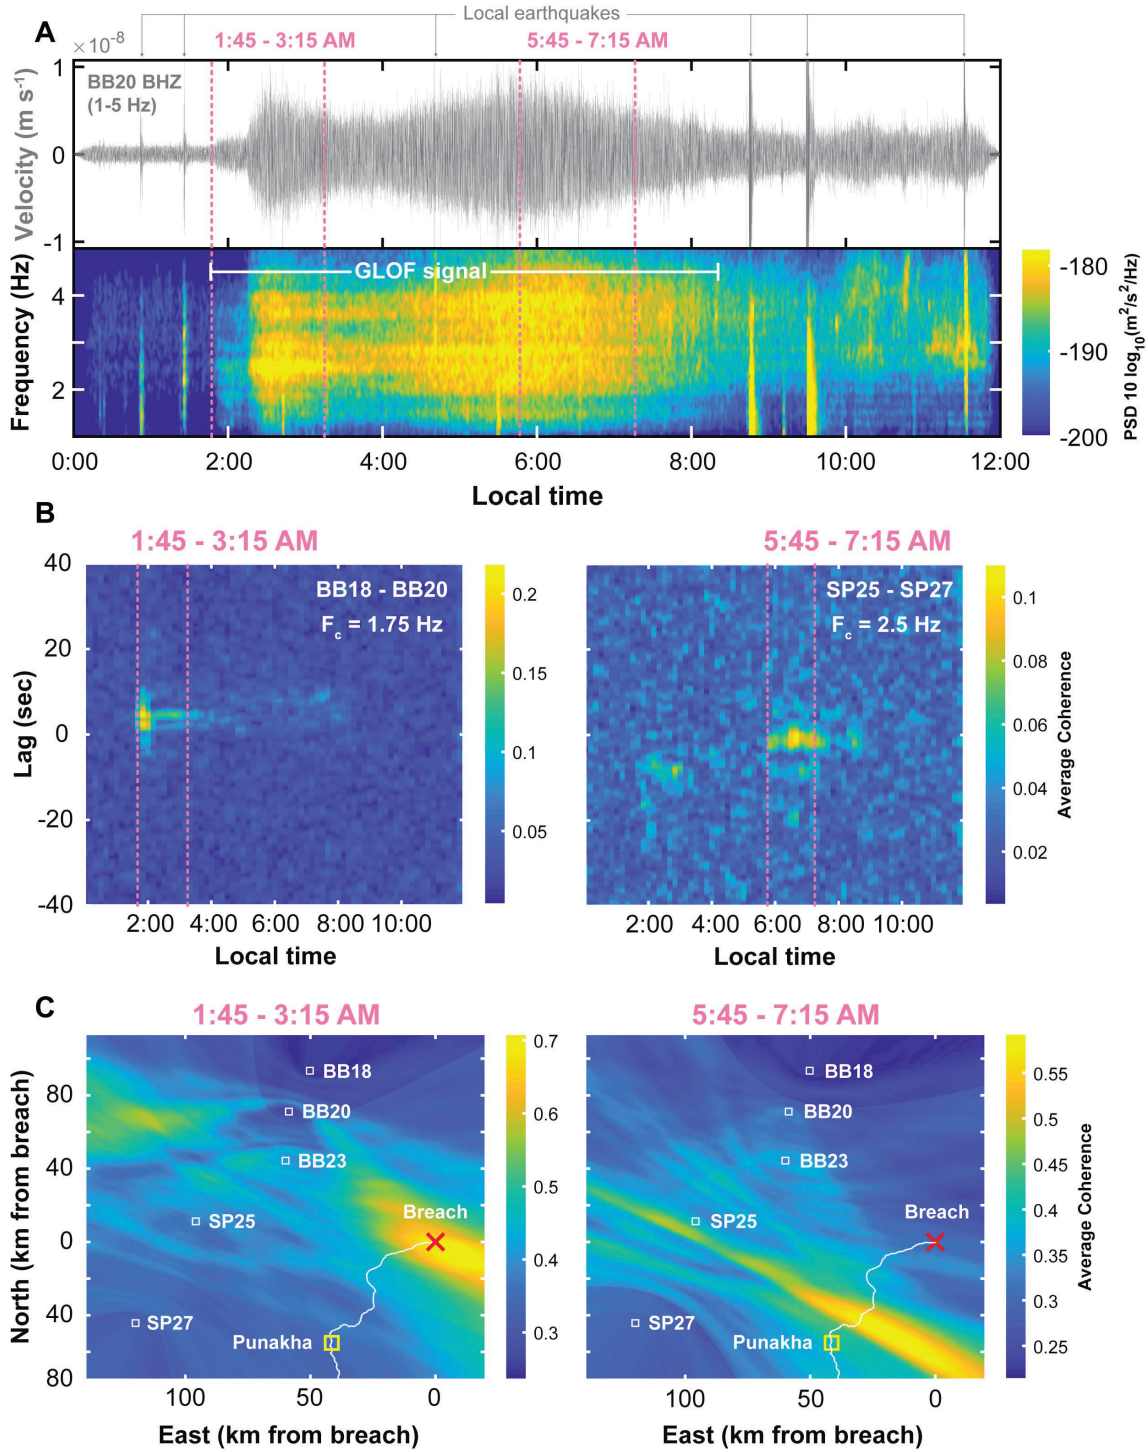 Local earthquakes
A
×10⁻⁸
1:45 - 3:15 AM
5:45 - 7:15 AM
BB20 BHZ
(1-5 Hz)
Velocity (m s⁻¹)
1
0
-1
GLOF signal
Frequency (Hz)
4
2
-180
-190
-200
PSD 10 log₁₀(m²/s²/Hz)
0:00 2:00 4:00 6:00 8:00 10:00 12:00
Local time
B
1:45 - 3:15 AM
BB18 - BB20
F_c = 1.75 Hz
Lag (sec)
40
20
0
-20
-40
0.2
0.15
0.1
0.05
2:00 4:00 6:00 8:00 10:00
Local time
5:45 - 7:15 AM
SP25 - SP27
F_c = 2.5 Hz
0.1
0.08
0.06
0.04
0.02
Average Coherence
2:00 4:00 6:00 8:00 10:00
Local time
C
1:45 - 3:15 AM
North (km from breach)
80
40
0
40
80
BB18
BB20
BB23
SP25
Breach
SP27
Punakha
0.7
0.6
0.5
0.4
0.3
100 50 0
East (km from breach)
5:45 - 7:15 AM
BB18
BB20
BB23
SP25
Breach
SP27
Punakha
0.55
0.5
0.45
0.4
0.35
0.3
0.25
Average Coherence
100 50 0
East (km from breach)